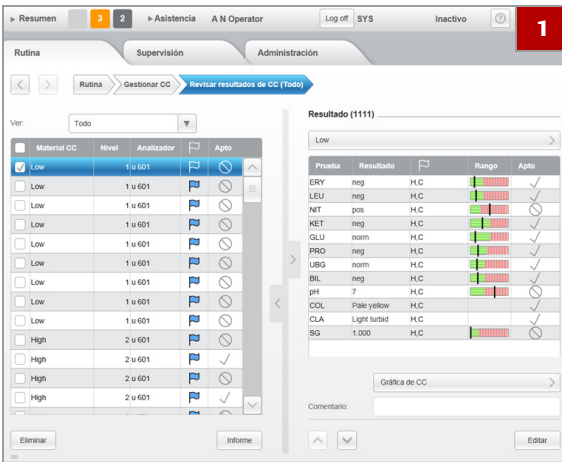 Resumen 3 2 Asistencia A N Operator Log off SYS Inactivo ? 1
Rutina Supervisión Administración
Rutina Gestionar CC Revisar resultados de CC (Todo)
Ver: Todo
Material CC Nivel Analizador Apto
Low 1 u 601
Low 1 u 601
Low 1 u 601
Low 1 u 601
Low 1 u 601
Low 1 u 601
Low 1 u 601
Low 1 u 601
Low 1 u 601
High 2 u 601
High 2 u 601
High 2 u 601
High 2 u 601
Eliminar Informe
Resultado (1111)
Low
Prueba Resultado Rango Apto
ERY neg H,C
LEU neg H,C
NIT pos H,C
KET neg H,C
GLU norm H,C
PRO neg H,C
UBG norm H,C
BIL neg H,C
pH 7 H,C
COL Pale yellow H,C
CLA Light turbid H,C
SG 1.000 H,C
Gráfica de CC
Comentario:
Editar